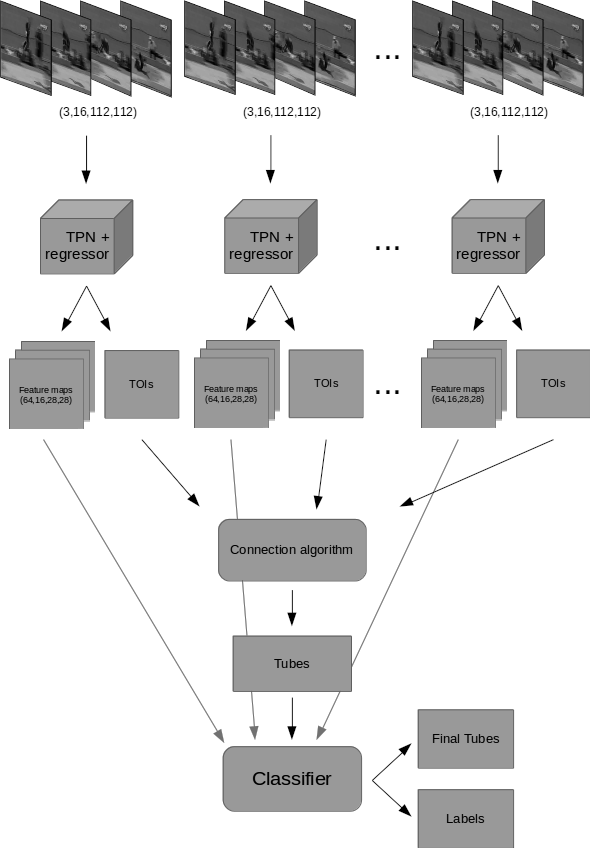 (3,16,112,112)
(3,16,112,112)
...
(3,16,112,112)
TPN +
regressor
TPN +
regressor
...
TPN +
regressor
Feature maps
(64,16,28,28)
TOIs
Feature maps
(64,16,28,28)
TOIs
...
Feature maps
(64,16,28,28)
TOIs
Connection algorithm
Tubes
Classifier
Final Tubes
Labels